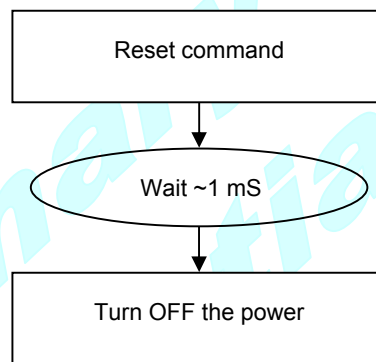 Reset command
Wait ~1 mS
Turn OFF the power